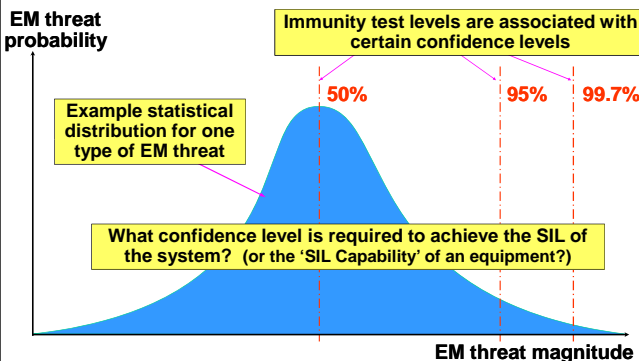 EM threat
probability
Immunity test levels are associated with
certain confidence levels
50%
95%
99.7%
Example statistical
distribution for one
type of EM threat
What confidence level is required to achieve the SIL of
the system? (or the ‘SIL Capability’ of an equipment?)
EM threat magnitude